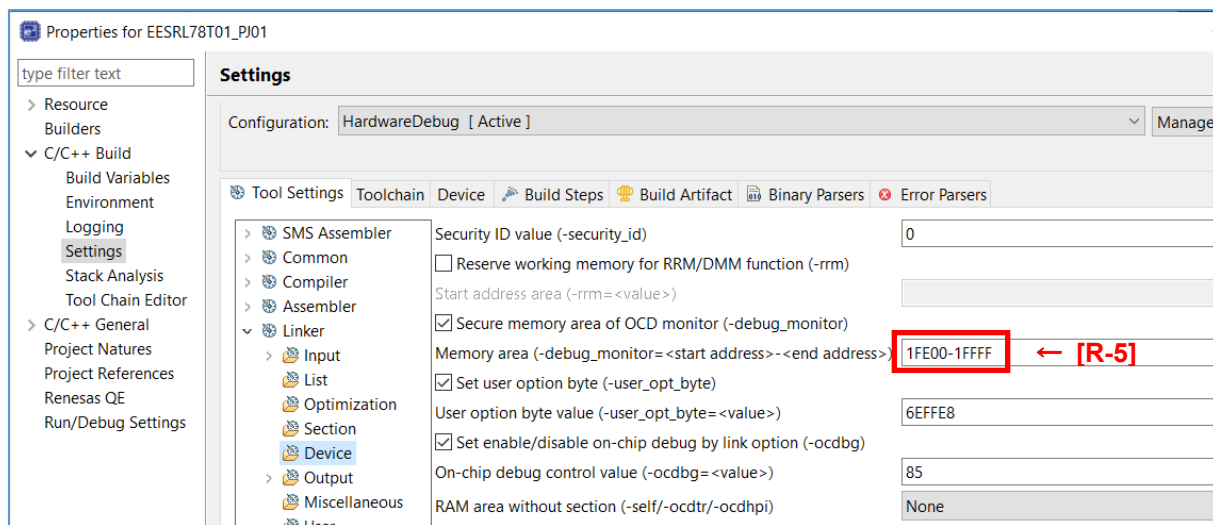 Properties for EESRL78T01_PJ01
type filter text
Resource
Builders
C/C++ Build
Build Variables
Environment
Logging
Settings
Stack Analysis
Tool Chain Editor
C/C++ General
Project Natures
Project References
Renesas QE
Run/Debug Settings
Settings
Configuration: HardwareDebug [ Active ] Manage
Tool Settings Toolchain Device Build Steps Build Artifact Binary Parsers Error Parsers
SMS Assembler
Common
Compiler
Assembler
Linker
Input
List
Optimization
Section
Device
Output
Miscellaneous
User
Security ID value (-security_id) 0
Reserve working memory for RRM/DMM function (-rrm)
Start address area (-rrm=<value>)
Secure memory area of OCD monitor (-debug_monitor)
Memory area (-debug_monitor=<start address>-<end address>) 1FE00-1FFFF ← [R-5]
Set user option byte (-user_opt_byte)
User option byte value (-user_opt_byte=<value>) 6EFFE8
Set enable/disable on-chip debug by link option (-ocdbg)
On-chip debug control value (-ocdbg=<value>) 85
RAM area without section (-self/-ocdtr/-ocdhpi) None